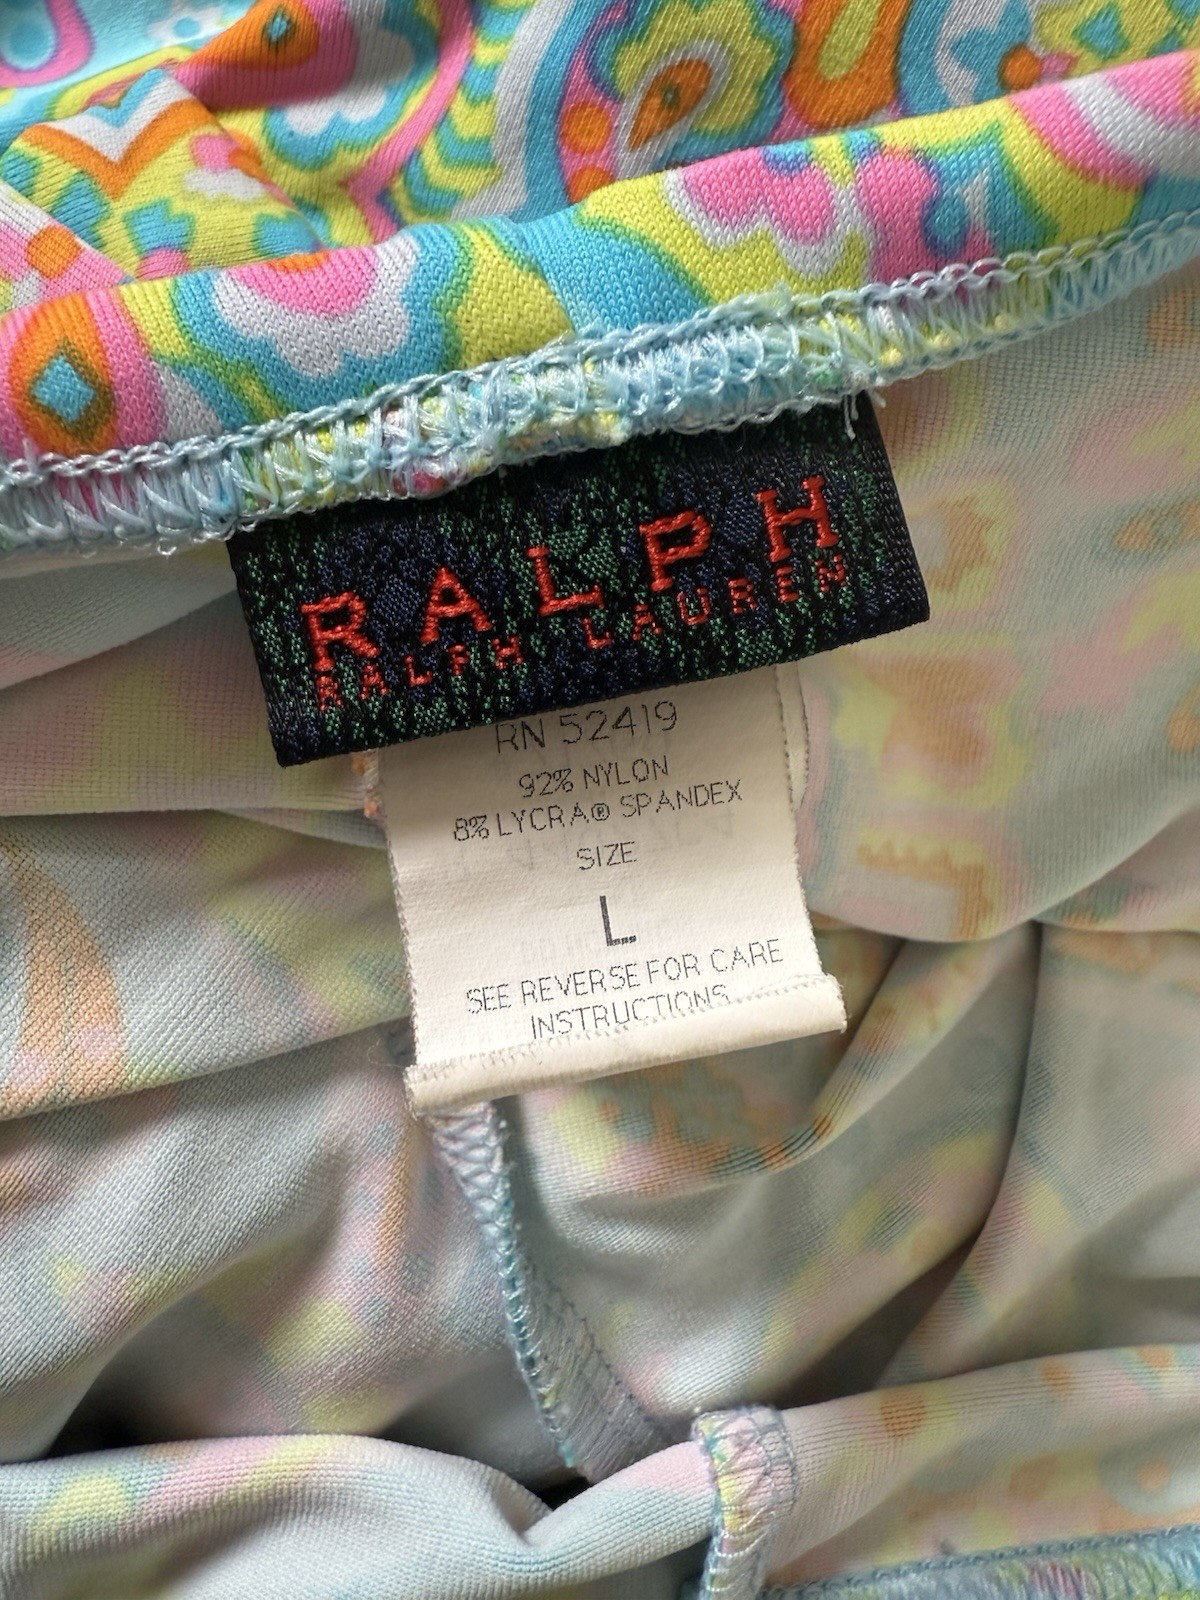 RALPH
RALPH LAUREN
RN 52419
92% NYLON
8% LYCRA® SPANDEX
SIZE
L
SEE REVERSE FOR CARE
INSTRUCTIONS